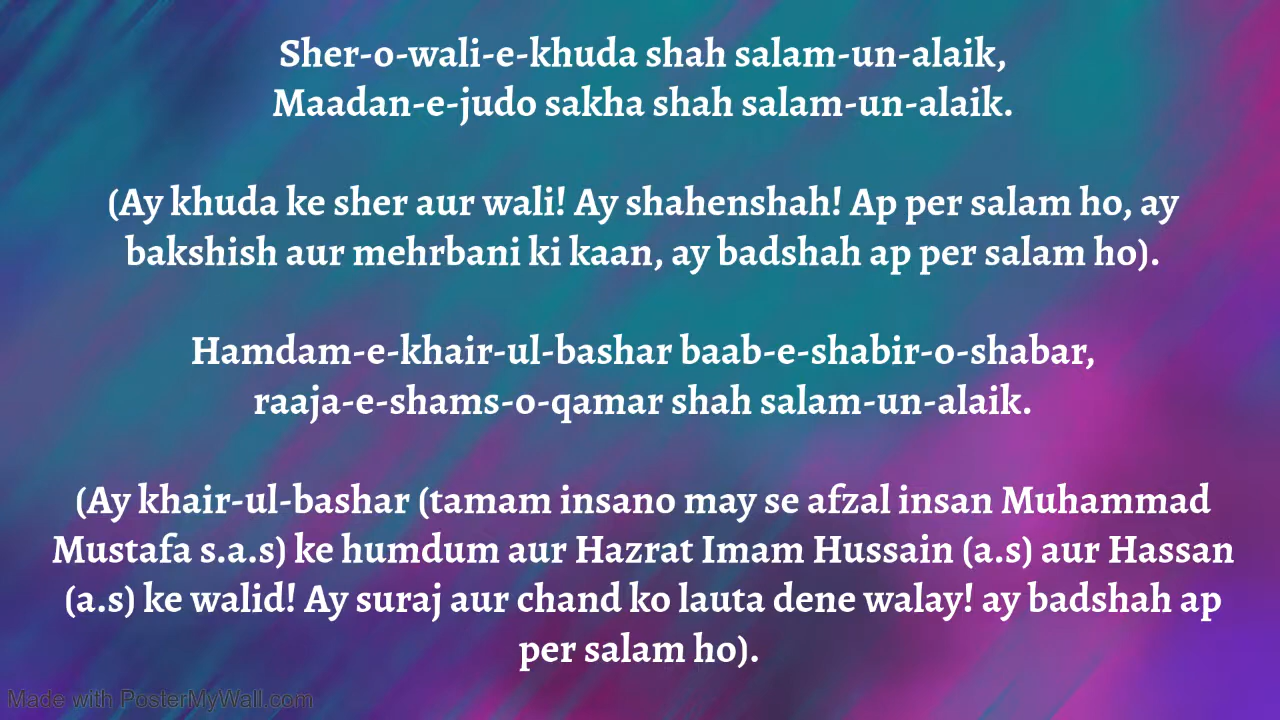 Sher-o-wali-e-khuda shah salam-un-alaik,
Maadan-e-judo sakha shah salam-un-alaik.
(Ay khuda ke sher aur wali! Ay shahenshah! Ap per salam ho, ay
bakshish aur mehrbani ki kaan, ay badshah ap per salam ho).
Hamdam-e-khair-ul-bashar baab-e-shabir-o-shabar,
raaja-e-shams-o-qamar shah salam-un-alaik.
(Ay khair-ul-bashar (tamam insano may se afzal insan Muhammad
Mustafa s.a.s) ke humdum aur Hazrat Imam Hussain (a.s) aur Hassan
(a.s) ke walid! Ay suraj aur chand ko lauta dene walay! ay badshah ap
per salam ho).
Made with PosterMyWall.com